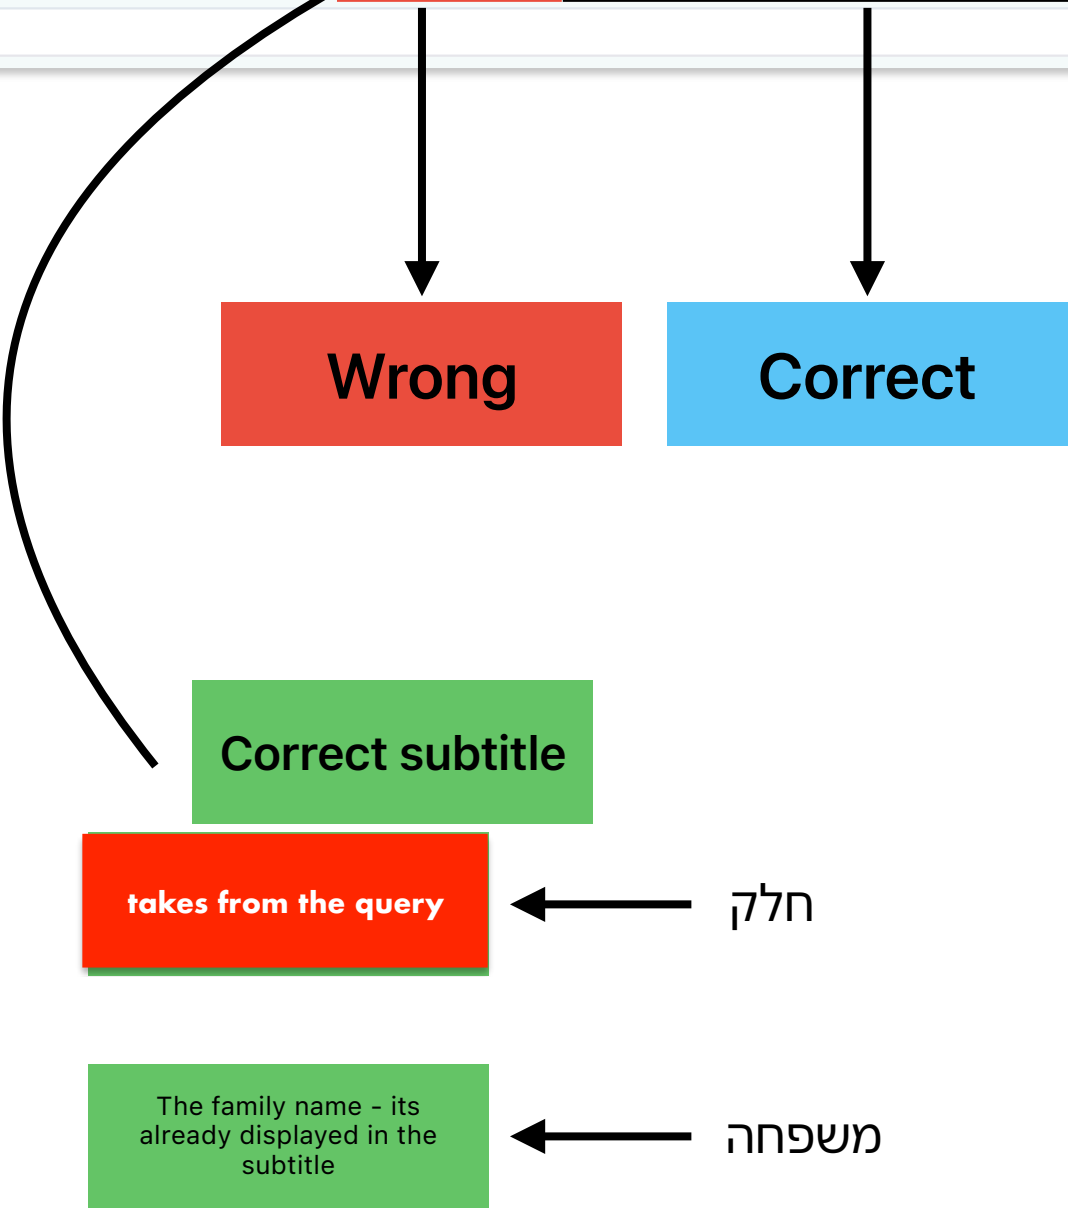 Wrong
Correct
Correct subtitle
takes from the query
חלק
The family name - its
already displayed in the
subtitle
משפחה